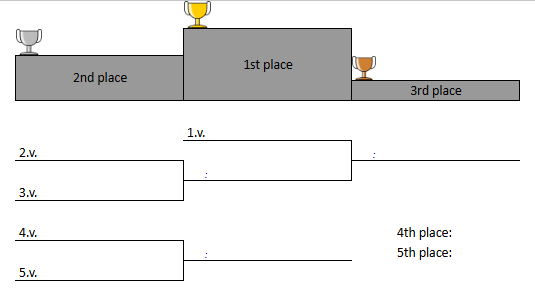 1st place
2nd place
3rd place
1.v.
2.v.
:
:
3.v.
4.v.
4th place:
:
5th place:
5.v.